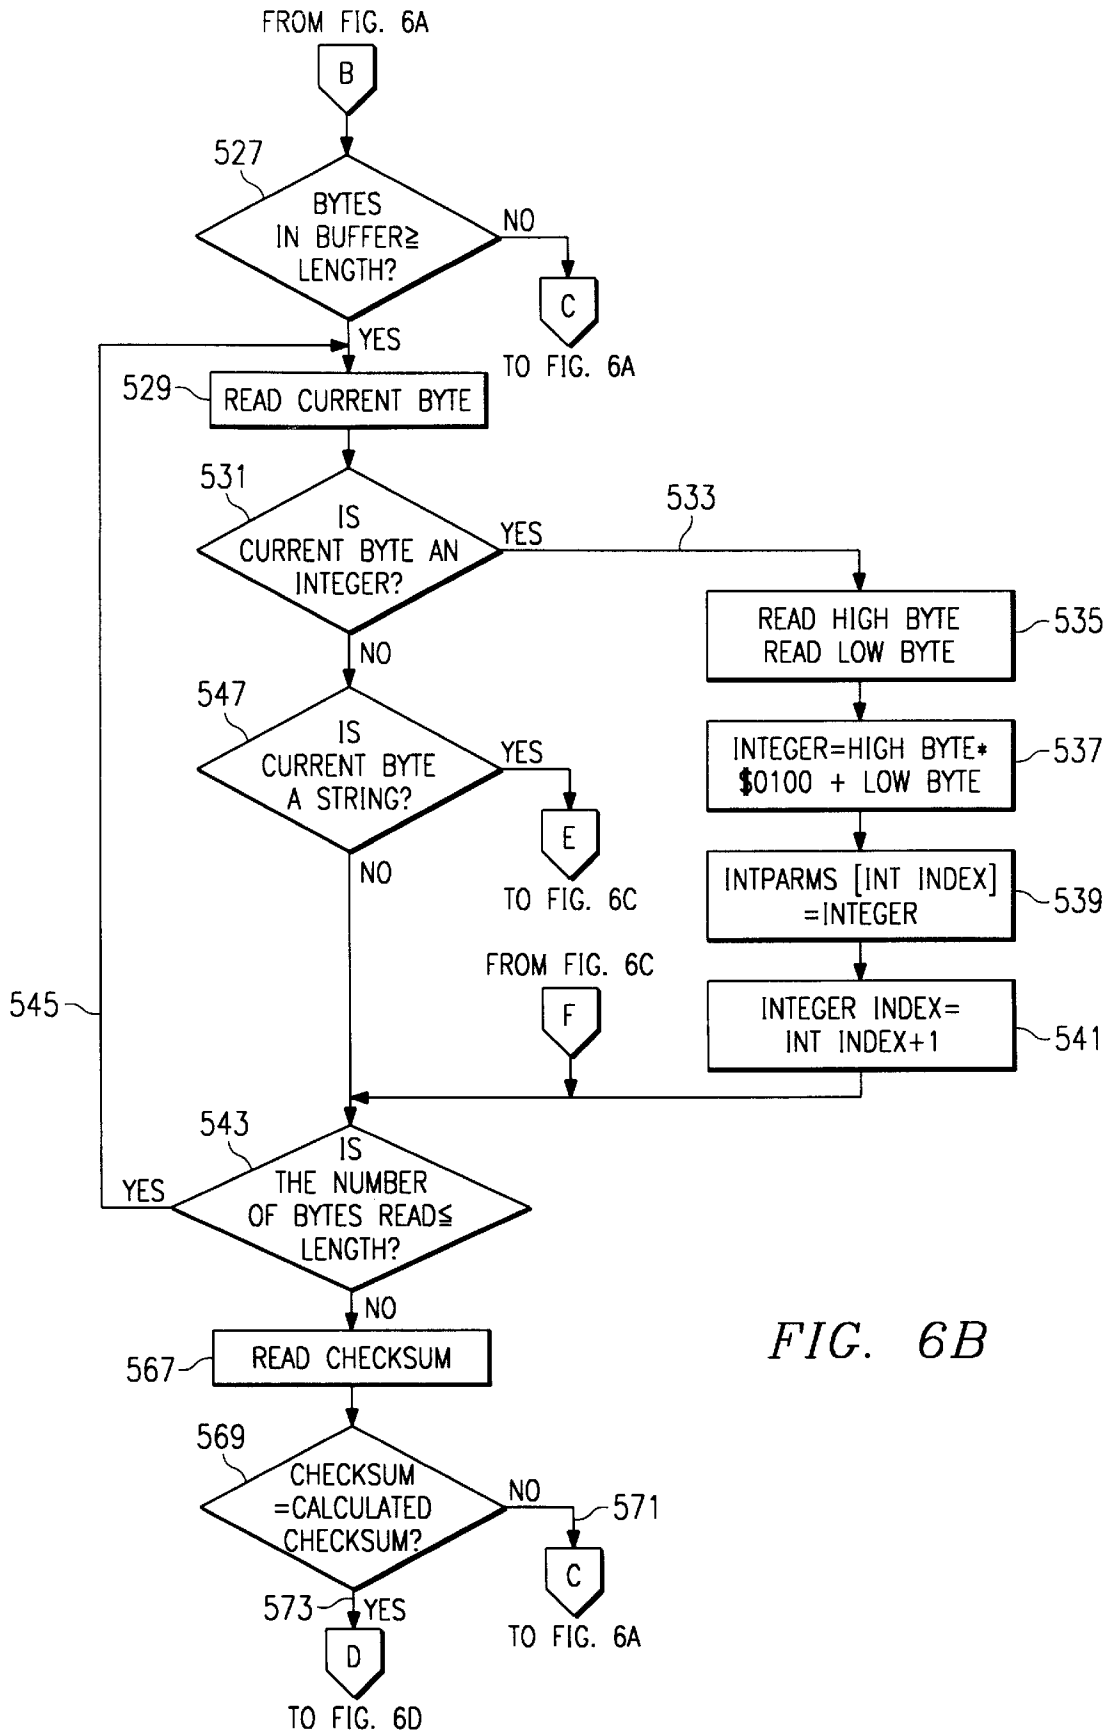 FROM FIG. 6A
B
527
BYTES
IN BUFFER≧
LENGTH?
NO
C
TO FIG. 6A
YES
529
READ CURRENT BYTE
531
IS
CURRENT BYTE AN
INTEGER?
YES
533
NO
READ HIGH BYTE
READ LOW BYTE
535
547
IS
CURRENT BYTE
A STRING?
YES
E
TO FIG. 6C
NO
INTEGER=HIGH BYTE*
$0100 + LOW BYTE
537
INTPARMS [INT INDEX]
=INTEGER
539
FROM FIG. 6C
F
INTEGER INDEX=
INT INDEX+1
541
545
543
IS
THE NUMBER
OF BYTES READ≦
LENGTH?
YES
NO
567
READ CHECKSUM
FIG. 6B
569
CHECKSUM
=CALCULATED
CHECKSUM?
NO
571
C
TO FIG. 6A
573
YES
D
TO FIG. 6D